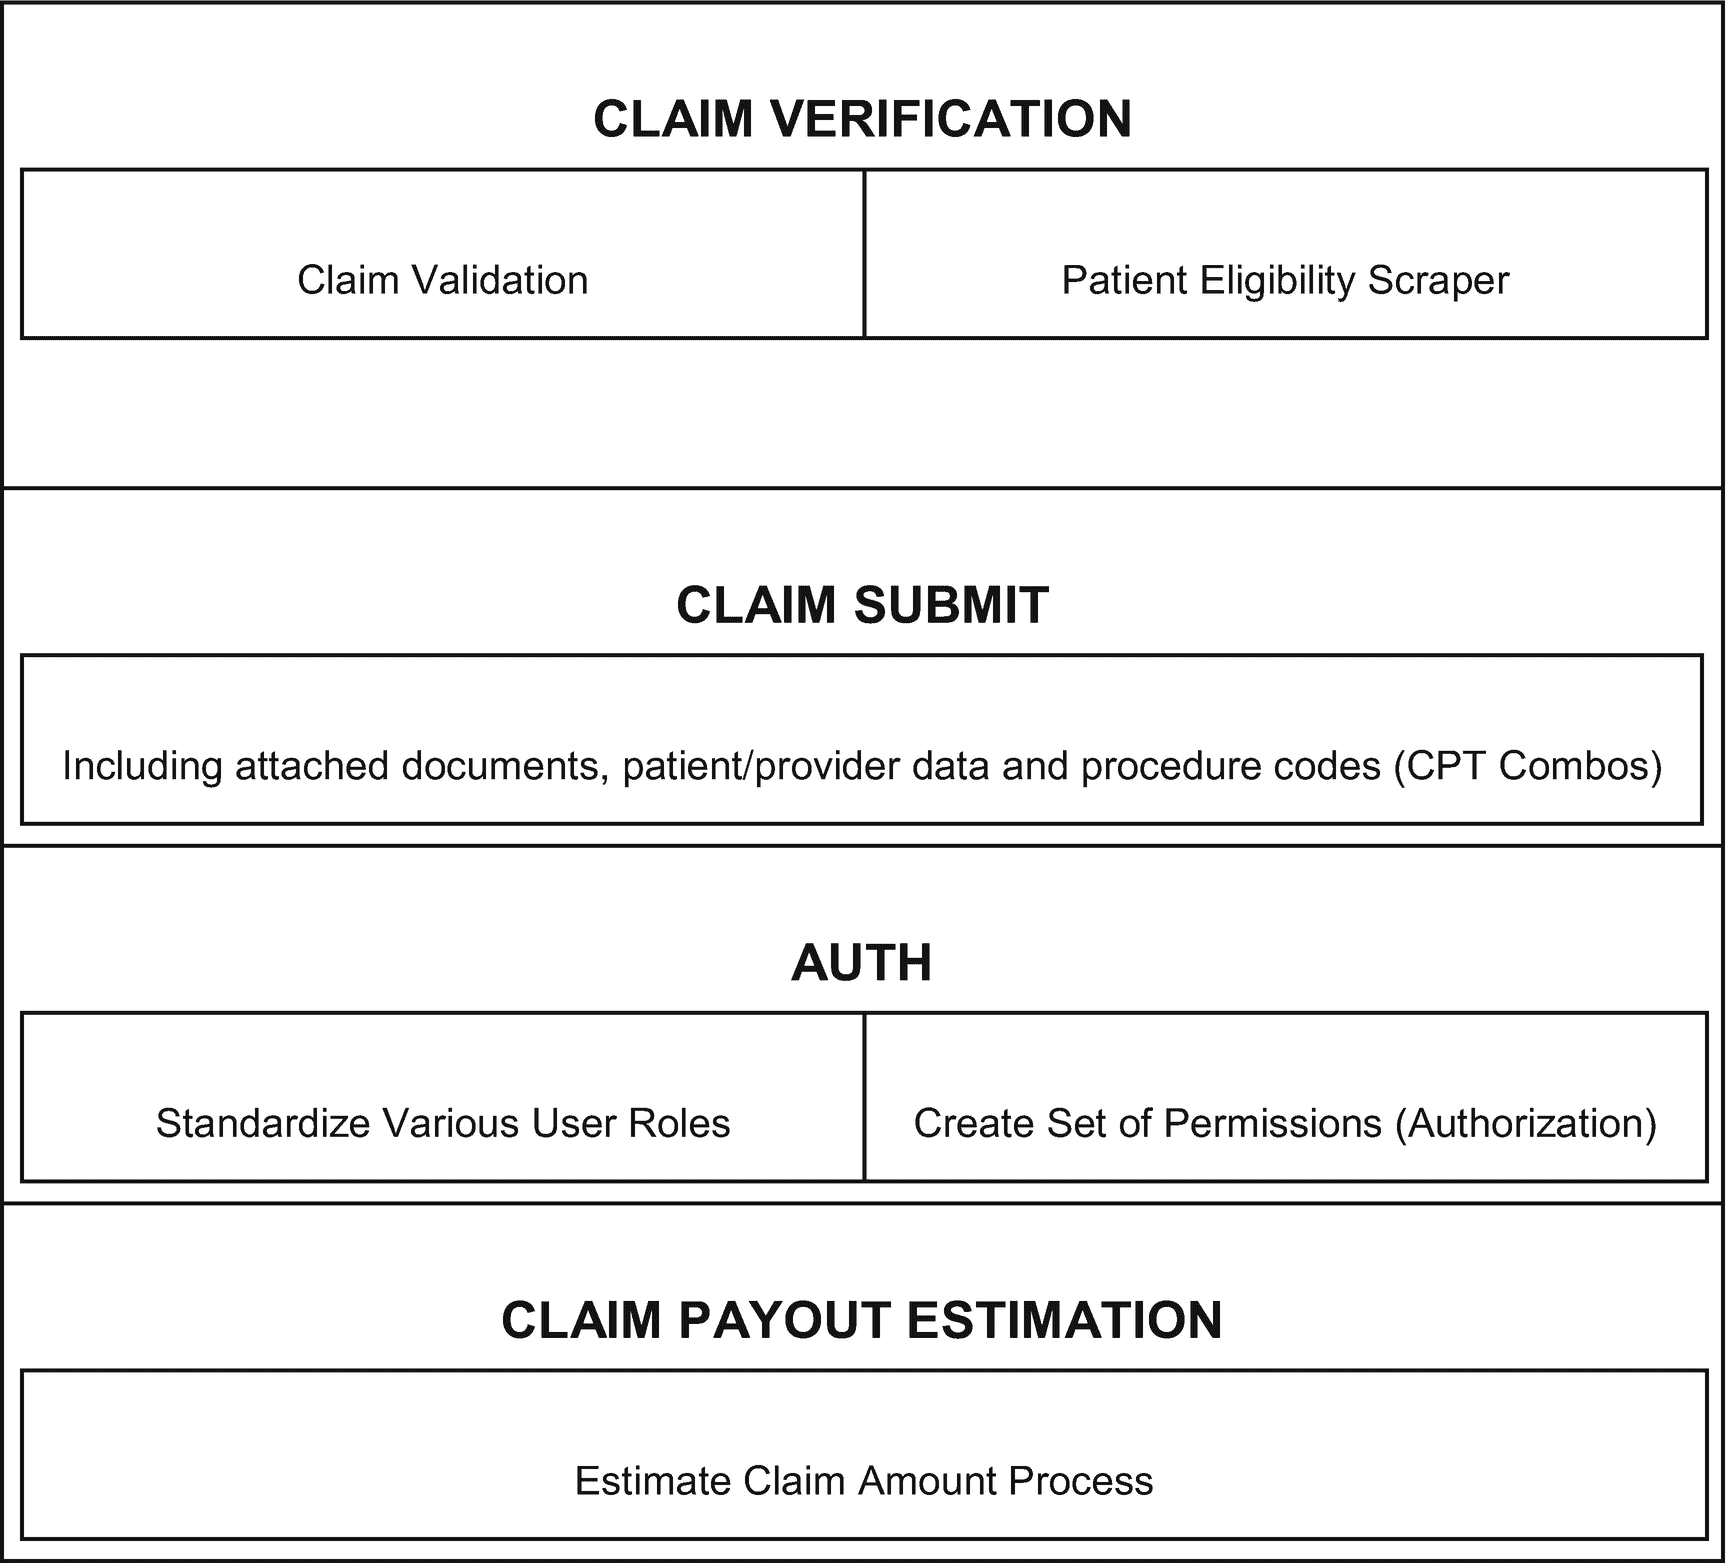 CLAIM VERIFICATION
Claim Validation
Patient Eligibility Scraper
CLAIM SUBMIT
Including attached documents, patient/provider data and procedure codes (CPT Combos)
AUTH
Standardize Various User Roles
Create Set of Permissions (Authorization)
CLAIM PAYOUT ESTIMATION
Estimate Claim Amount Process